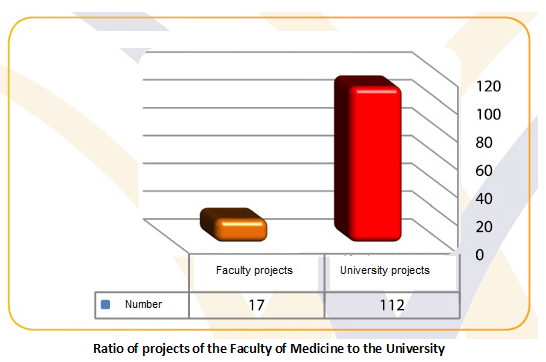 120
100
80
60
40
20
0
Faculty projects University projects
Number 17 112
Ratio of projects of the Faculty of Medicine to the University